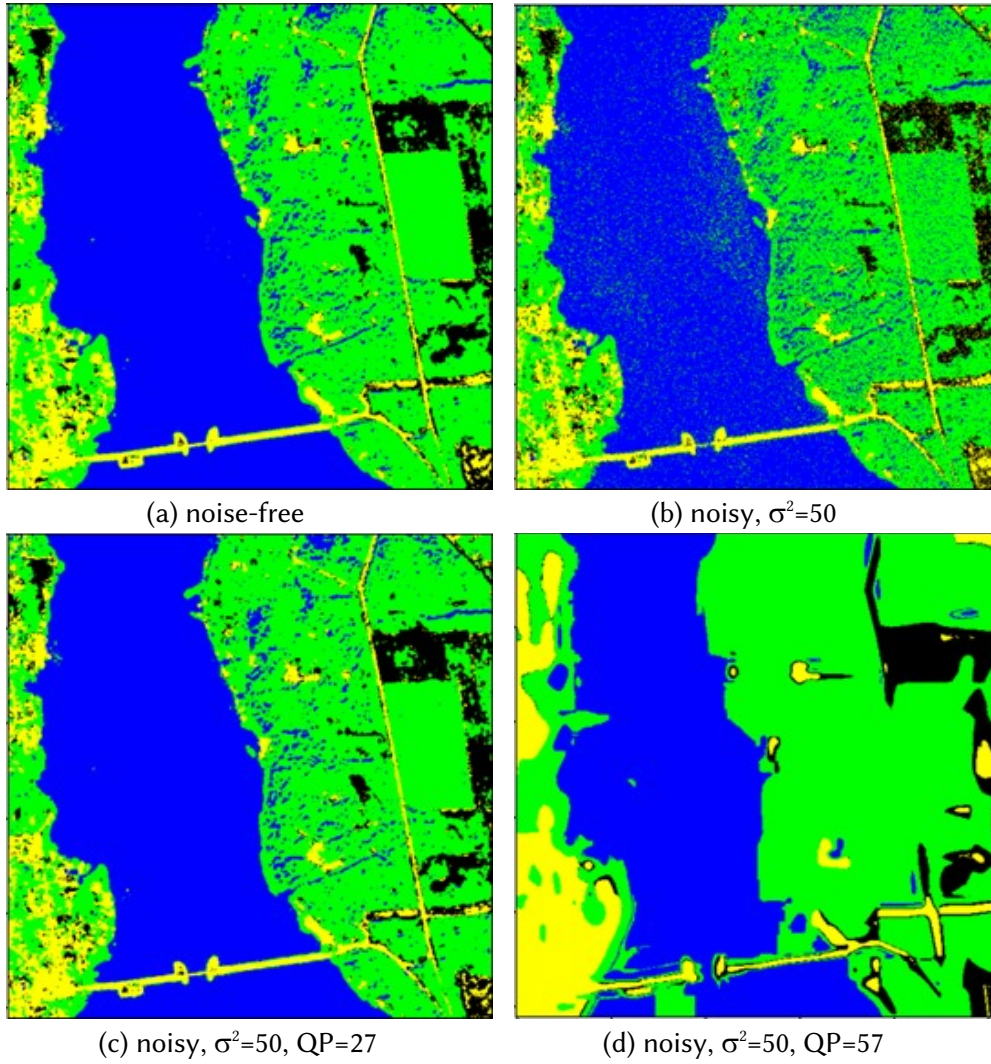 (a) noise-free
(b) noisy, σ²=50
(c) noisy, σ²=50, QP=27
(d) noisy, σ²=50, QP=57